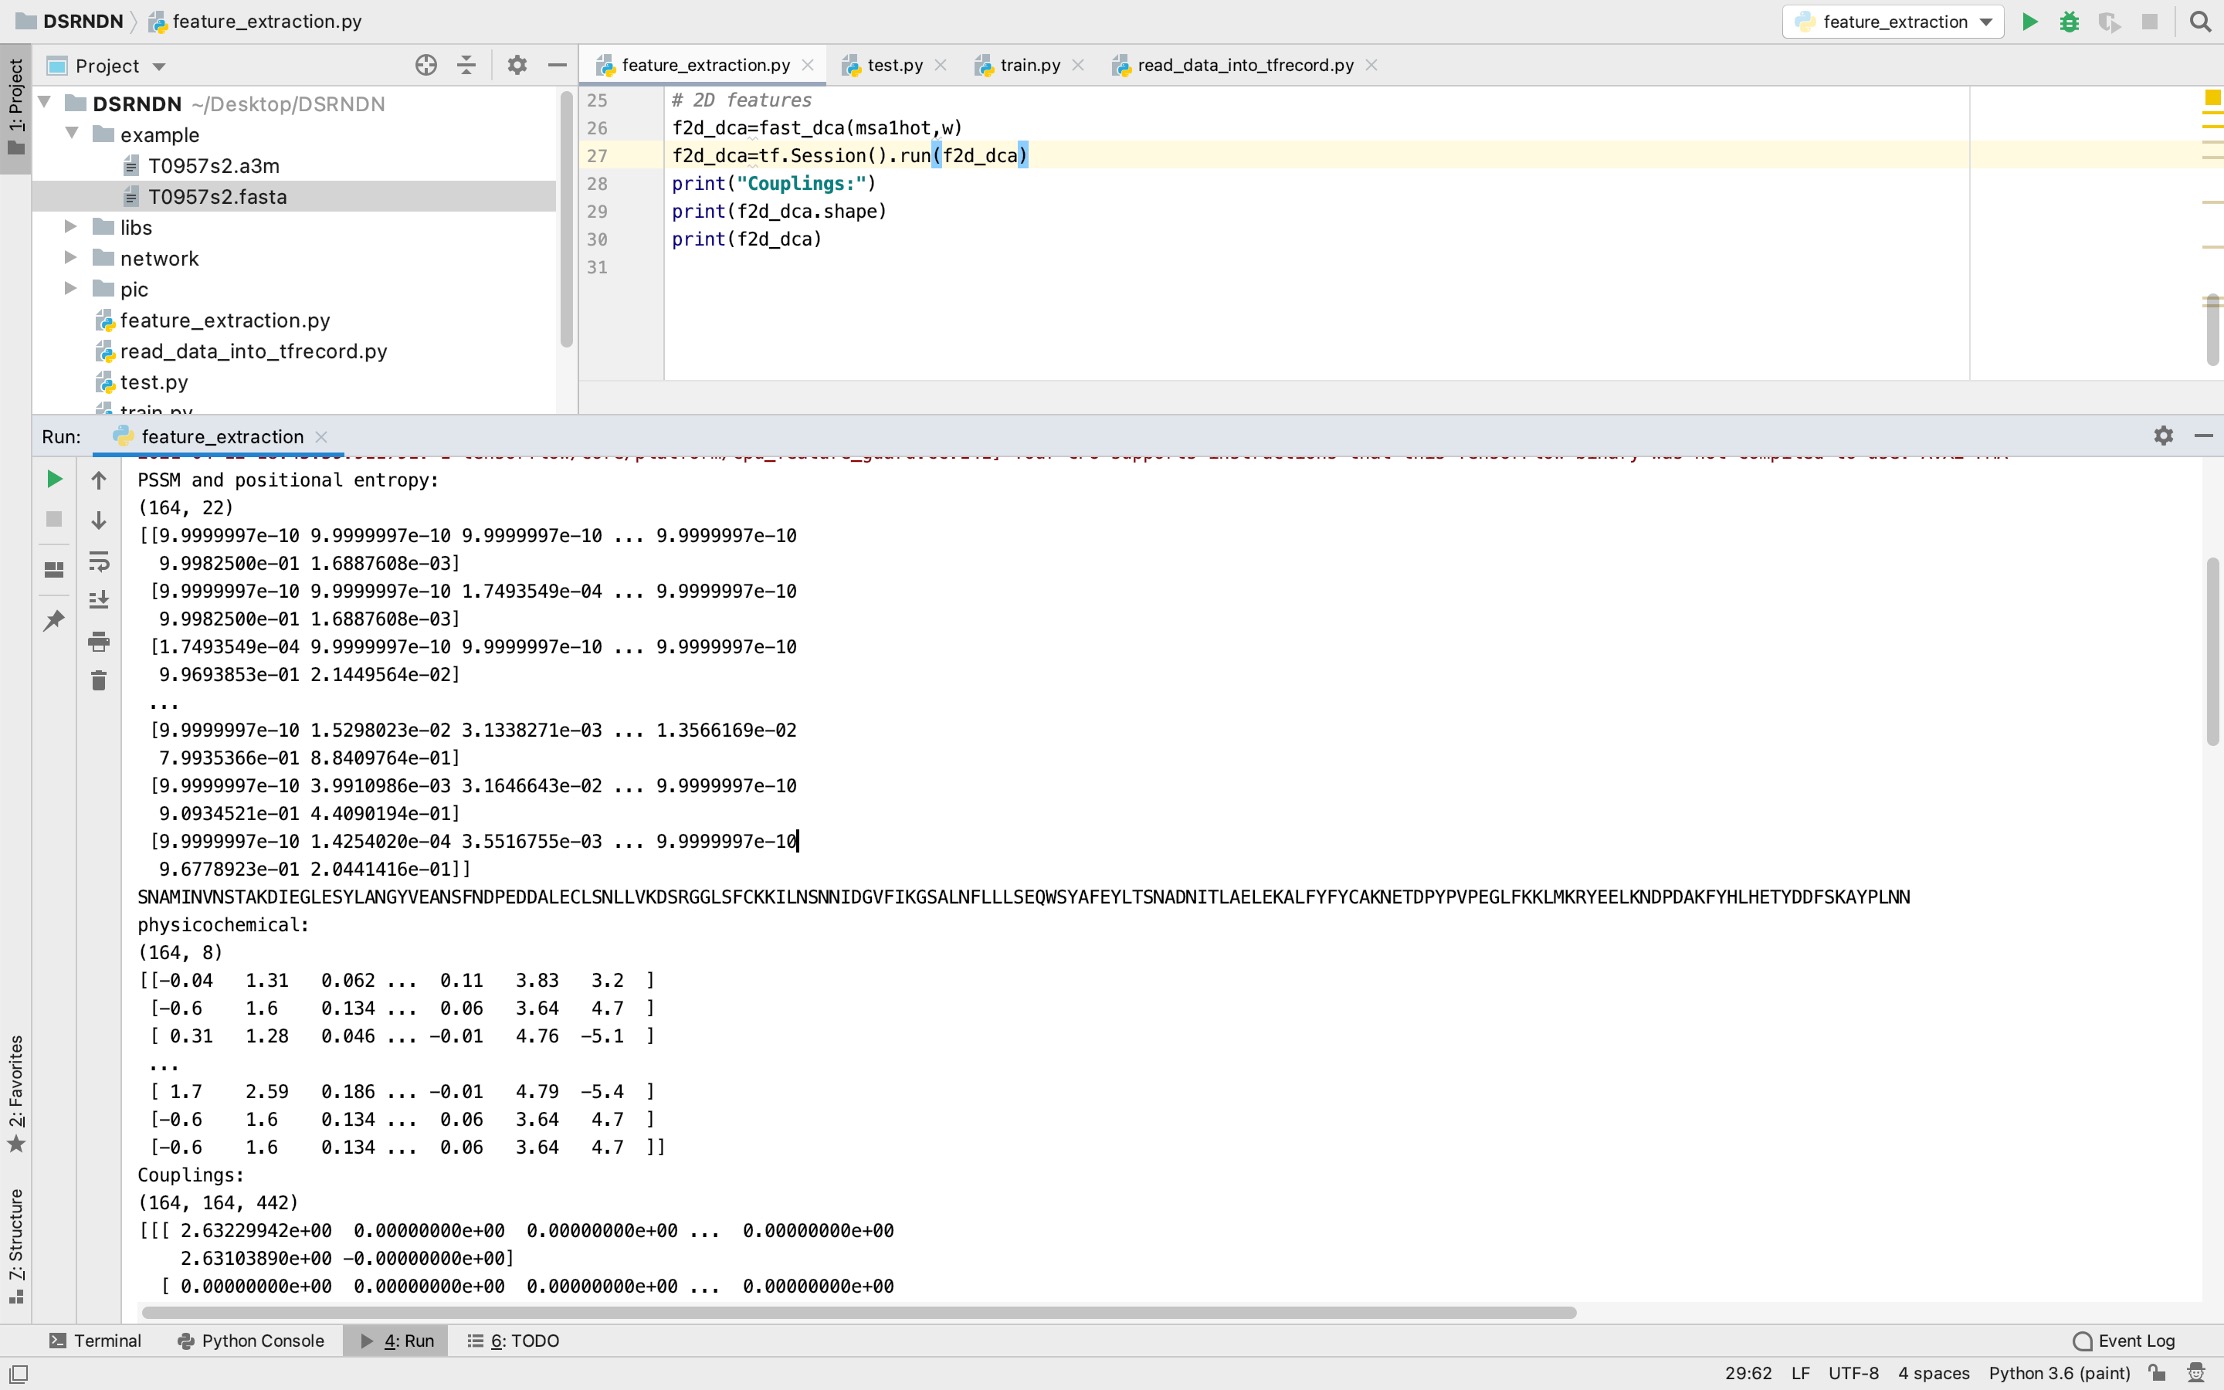 DSRNDN feature_extraction.py
feature_extraction
1: Project
Project
feature_extraction.py
test.py
train.py
read_data_into_tfrecord.py
DSRNDN ~/Desktop/DSRNDN
example
T0957s2.a3m
T0957s2.fasta
libs
network
pic
feature_extraction.py
read_data_into_tfrecord.py
test.py
train.py
25 # 2D features
26 f2d_dca=fast_dca(msa1hot,w)
27 f2d_dca=tf.Session().run(f2d_dca)
28 print("Couplings:")
29 print(f2d_dca.shape)
30 print(f2d_dca)
31
Run: feature_extraction
PSSM and positional entropy:
(164, 22)
[[9.9999997e-10 9.9999997e-10 9.9999997e-10 ... 9.9999997e-10
9.9982500e-01 1.6887608e-03]
[9.9999997e-10 9.9999997e-10 1.7493549e-04 ... 9.9999997e-10
9.9982500e-01 1.6887608e-03]
[1.7493549e-04 9.9999997e-10 9.9999997e-10 ... 9.9999997e-10
9.9693853e-01 2.1449564e-02]
...
[9.9999997e-10 1.5298023e-02 3.1338271e-03 ... 1.3566169e-02
7.9935366e-01 8.8409764e-01]
[9.9999997e-10 3.9910986e-03 3.1646643e-02 ... 9.9999997e-10
9.0934521e-01 4.4090194e-01]
[9.9999997e-10 1.4254020e-04 3.5516755e-03 ... 9.9999997e-10
9.6778923e-01 2.0441416e-01]]
SNAMINVNSTAKDIEGLESYLANGYVEANSFNDPEDDALECLSNLLVKDSRGGLSFCKKILNSNNIDGVFIKGSALNFLLLSEQWSYAFEYLTSNADNITLAELEKALFYFYCAKNETDPYPVPEGLFKKLMKRYEELKNDPDAKFYHLHETYDDFSKAYPLNN
physicochemical:
(164, 8)
[[-0.04 1.31 0.062 ... 0.11 3.83 3.2 ]
[-0.6 1.6 0.134 ... 0.06 3.64 4.7 ]
[ 0.31 1.28 0.046 ... -0.01 4.76 -5.1 ]
...
[ 1.7 2.59 0.186 ... -0.01 4.79 -5.4 ]
[-0.6 1.6 0.134 ... 0.06 3.64 4.7 ]
[-0.6 1.6 0.134 ... 0.06 3.64 4.7 ]]
Couplings:
(164, 164, 442)
[[[ 2.63229942e+00 0.00000000e+00 0.00000000e+00 ... 0.00000000e+00
2.63103890e+00 -0.00000000e+00]
[ 0.00000000e+00 0.00000000e+00 0.00000000e+00 ... 0.00000000e+00
2: Favorites
7: Structure
Terminal
Python Console
4: Run
6: TODO
Event Log
29:62 LF UTF-8 4 spaces Python 3.6 (paint)